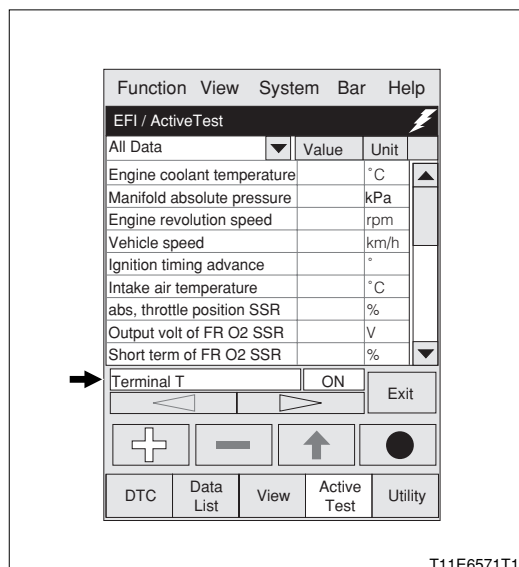 Function View System Bar Help
EFI / ActiveTest
All Data Value Unit
Engine coolant temperature °C
Manifold absolute pressure kPa
Engine revolution speed rpm
Vehicle speed km/h
Ignition timing advance °
Intake air temperature °C
abs, throttle position SSR %
Output volt of FR O2 SSR V
Short term of FR O2 SSR %
Terminal T ON
Exit
DTC Data List View Active Test Utility
T11E6571T1